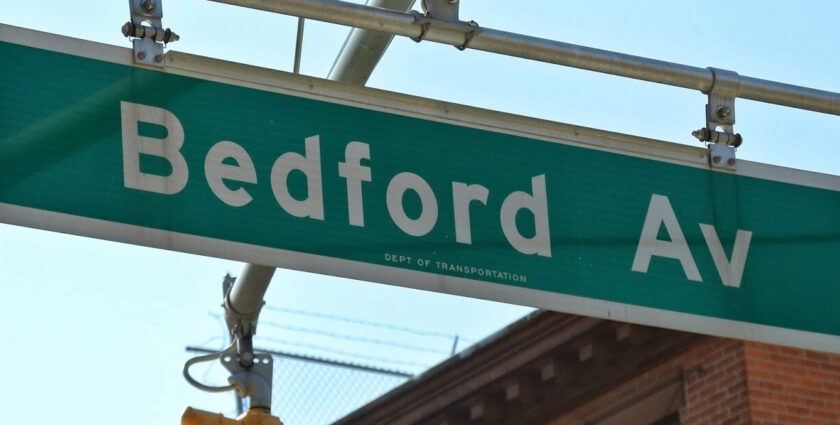 Bedford Av
DEPT OF TRANSPORTATION